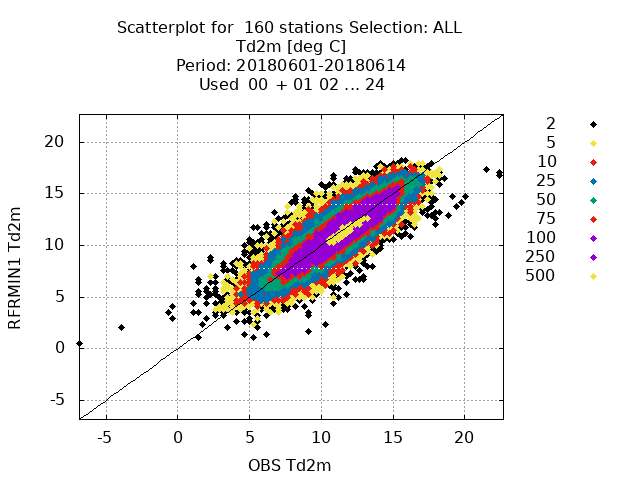 Scatterplot for  160 stations Selection: ALL
Td2m [deg C]
Period: 20180601-20180614
Used  00 + 01 02 ... 24
2
5
10
25
50
75
100
250
500
20
15
10
5
0
-5
RFRMIN1 Td2m
-5 0 5 10 15 20
OBS Td2m